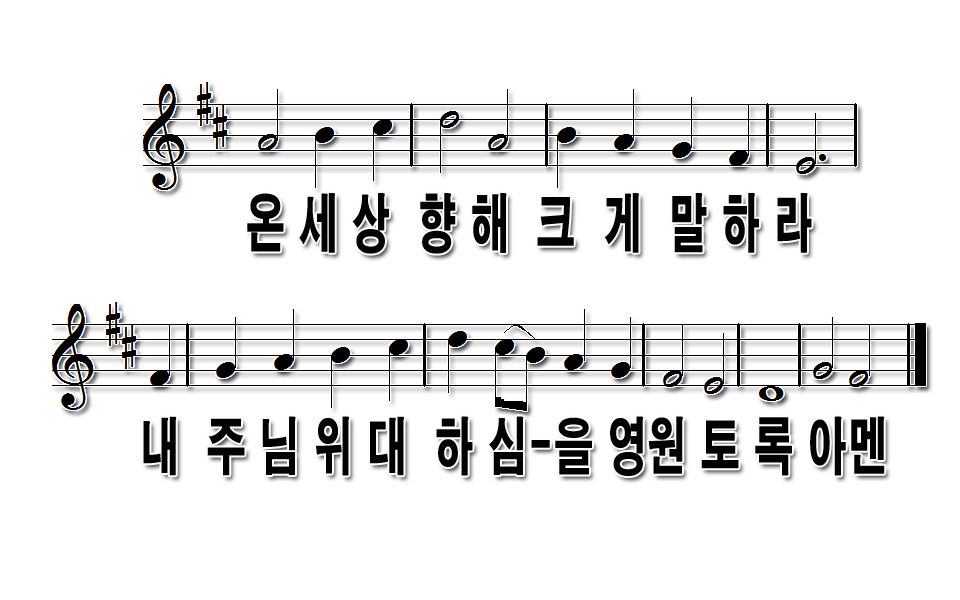 온 세 상 향 해 크 게 말 하 라
내 주 님 위 대 하 심-을 영원 토 록 아멘